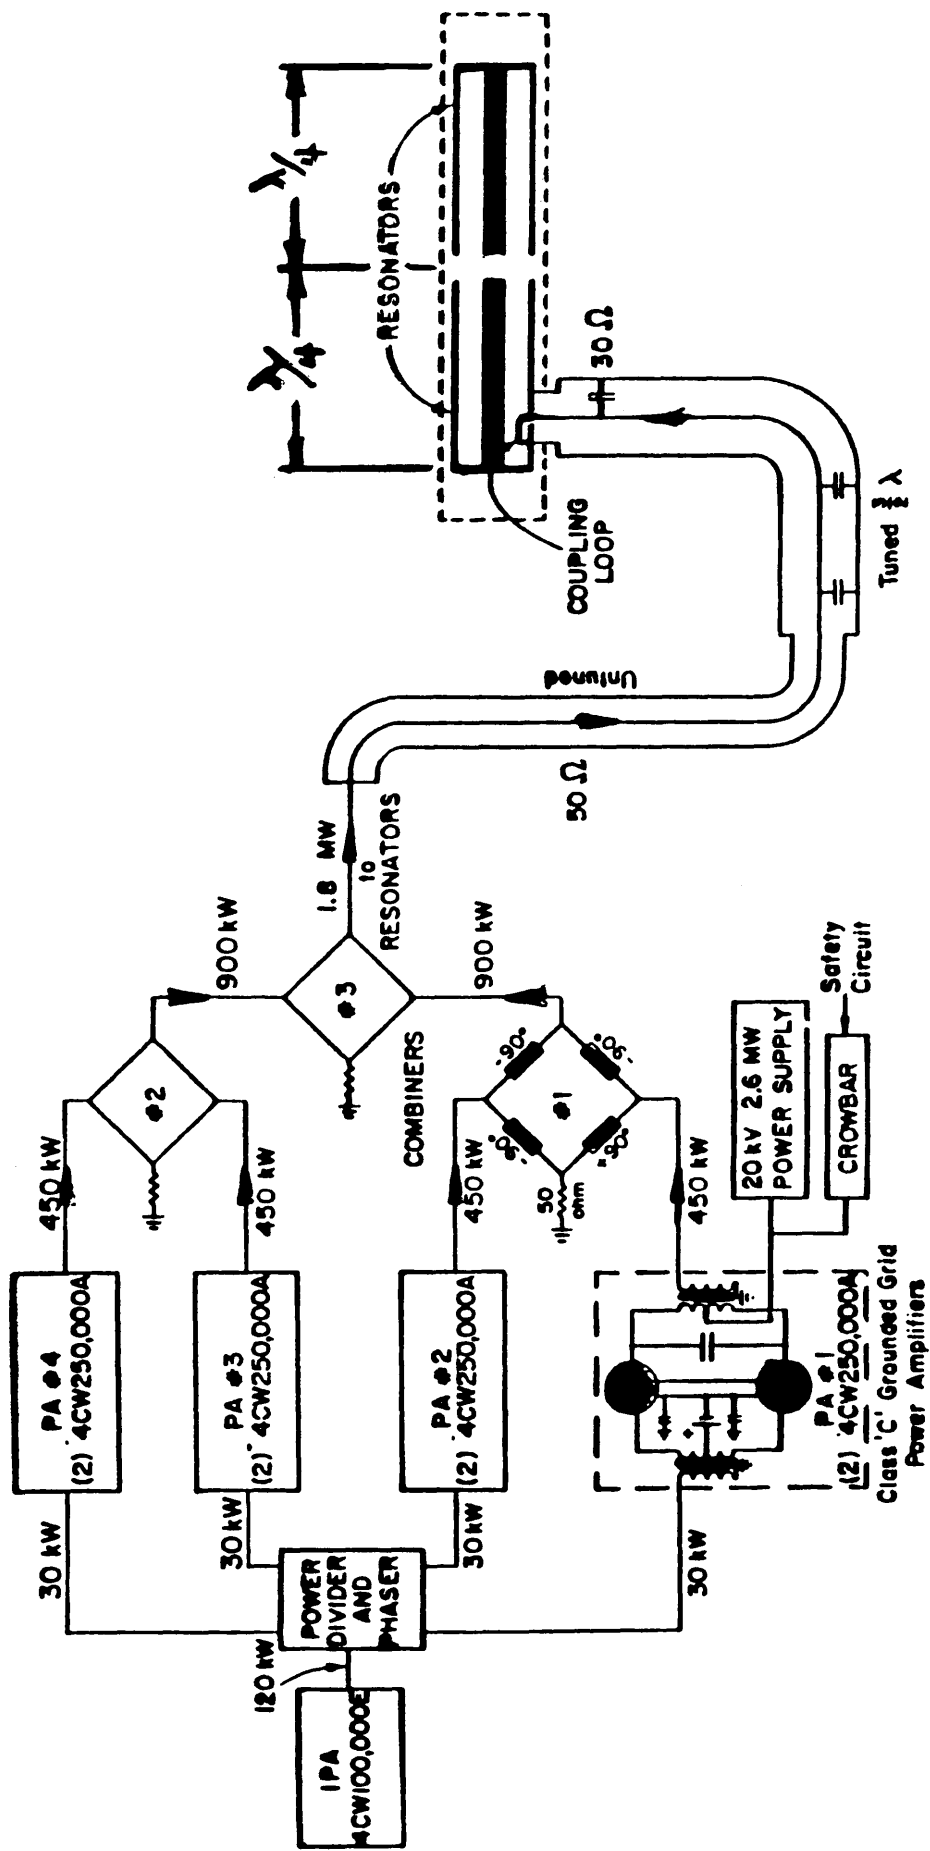 IPA
4CW100,000E
120 kW
POWER
DIVIDER
AND
PHASER
30 kW
30 kW
30 kW
30 kW
PA #4
(2) 4CW250,000A
PA #3
(2) 4CW250,000A
PA #2
(2) 4CW250,000A
PA #1
(2) 4CW250,000A
Class 'C' Grounded Grid
Power Amplifiers
450 kW
450 kW
450 kW
450 kW
#2
#1
-90°
-90°
-90°
50
ohm
#3
COMBINERS
900 kW
900 kW
20 kV 2.6 MW
POWER SUPPLY
CROWBAR
Safety
Circuit
1.8 MW
to
RESONATORS
50 Ω
Untuned
Tuned 3/2 λ
30 Ω
COUPLING
LOOP
RESONATORS
λ/4
λ/4